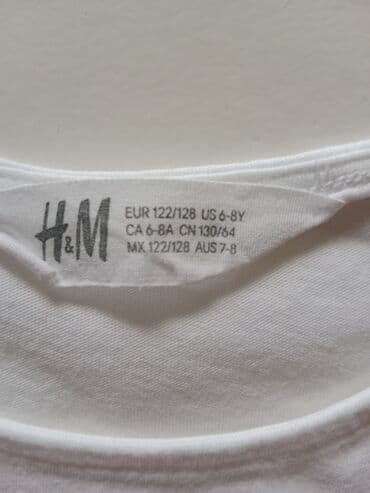 H&M
EUR 122/128 US 6-8Y
CA 6-8A CN 130/64
MX 122/128 AUS 7-8